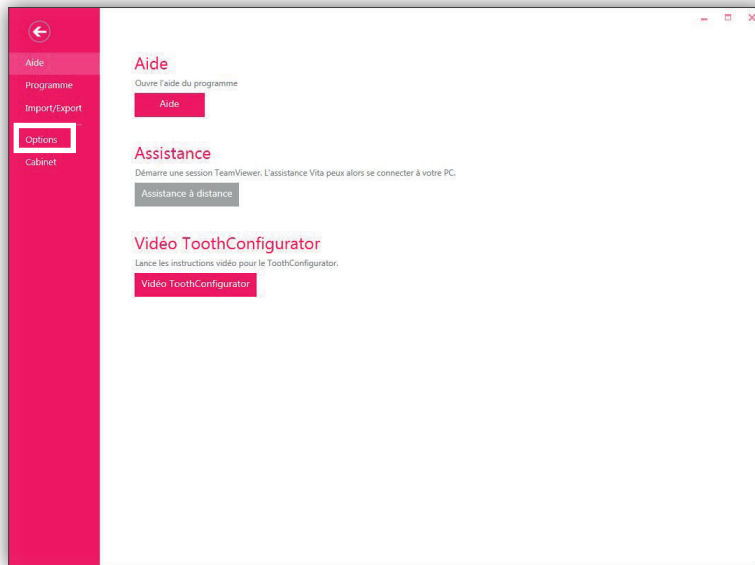 Aide
Programme
Import/Export
Options
Cabinet
Aide
Ouvre l'aide du programme
Aide
Assistance
Démarre une session TeamViewer. L'assistance Vita peux alors se connecter à votre PC.
Assistance à distance
Vidéo ToothConfigurator
Lance les instructions vidéo pour le ToothConfigurator.
Vidéo ToothConfigurator